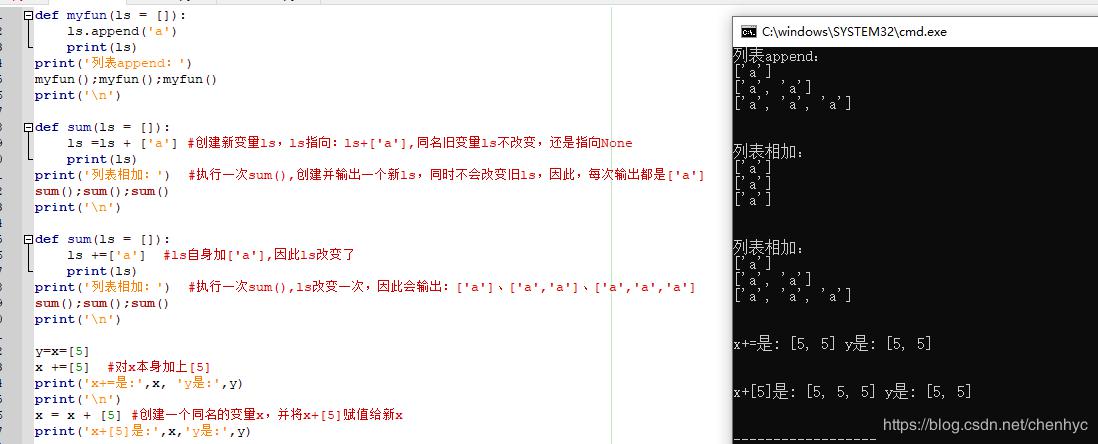 def myfun(ls = []):
ls.append('a')
print(ls)
print('列表append：')
myfun();myfun();myfun()
print('\n')
def sum(ls = []):
ls =ls + ['a'] #创建新变量ls，ls指向：ls+['a'],同名旧变量ls不改变，还是指向None
print(ls)
print('列表相加：') #执行一次sum(),创建并输出一个新ls，同时不会改变旧ls，因此，每次输出都是['a']
sum();sum();sum()
print('\n')
def sum(ls = []):
ls +=['a'] #ls自身加['a'],因此ls改变了
print(ls)
print('列表相加：') #执行一次sum(),ls改变一次，因此会输出：['a']、['a','a']、['a','a','a']
sum();sum();sum()
print('\n')
y=x=[5]
x +=[5] #对x本身加上[5]
print('x+=是:',x, 'y是:',y)
print('\n')
x = x + [5] #创建一个同名的变量x，并将x+[5]赋值给新x
print('x+[5]是:',x,'y是:',y)
C:\windows\SYSTEM32\cmd.exe
列表append：
['a']
['a', 'a']
['a', 'a', 'a']
列表相加：
['a']
['a']
['a']
列表相加：
['a']
['a', 'a']
['a', 'a', 'a']
x+=是: [5, 5] y是: [5, 5]
x+[5]是: [5, 5, 5] y是: [5, 5]
------------------
https://blog.csdn.net/chenhyc